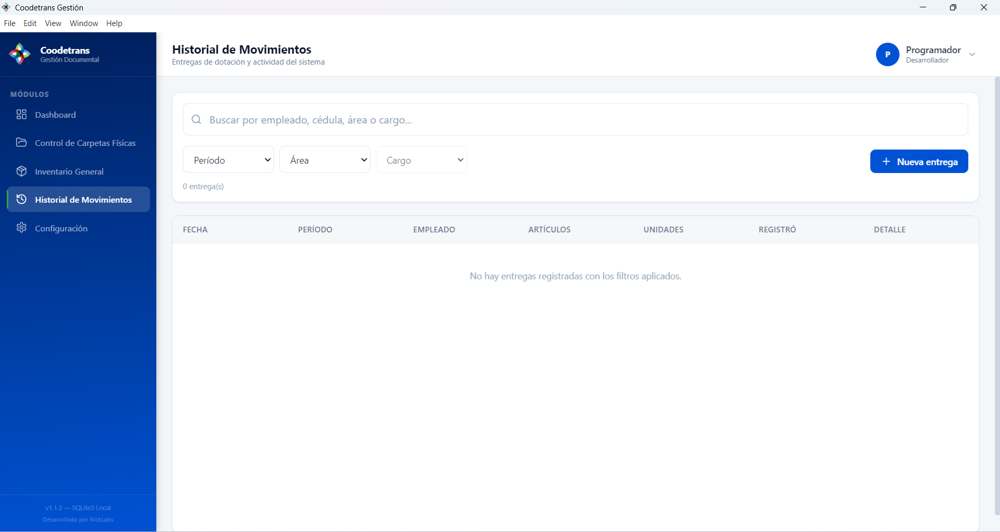 Coodetrans Gestión
File Edit View Window Help
Coodetrans
Gestión Documental
MÓDULOS
Dashboard
Control de Carpetas Físicas
Inventario General
Historial de Movimientos
Configuración
v1.1.3 — SQLite3 Local
Desarrollado por RickLabs
Historial de Movimientos
Entregas de dotación y actividad del sistema
P
Programador
Desarrollador
Buscar por empleado, cédula, área o cargo...
Período Área Cargo
+ Nueva entrega
0 entrega(s)
FECHA PERÍODO EMPLEADO ARTÍCULOS UNIDADES REGISTRÓ DETALLE
No hay entregas registradas con los filtros aplicados.